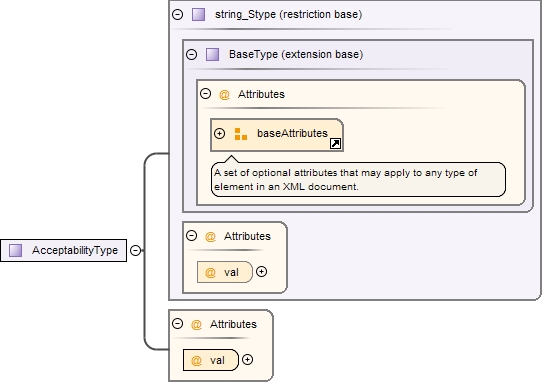 string_Stype (restriction base)
BaseType (extension base)
@ Attributes
baseAttributes
A set of optional attributes that may apply to any type of
element in an XML document.
@ Attributes
@ val
AcceptabilityType
@ Attributes
@ val